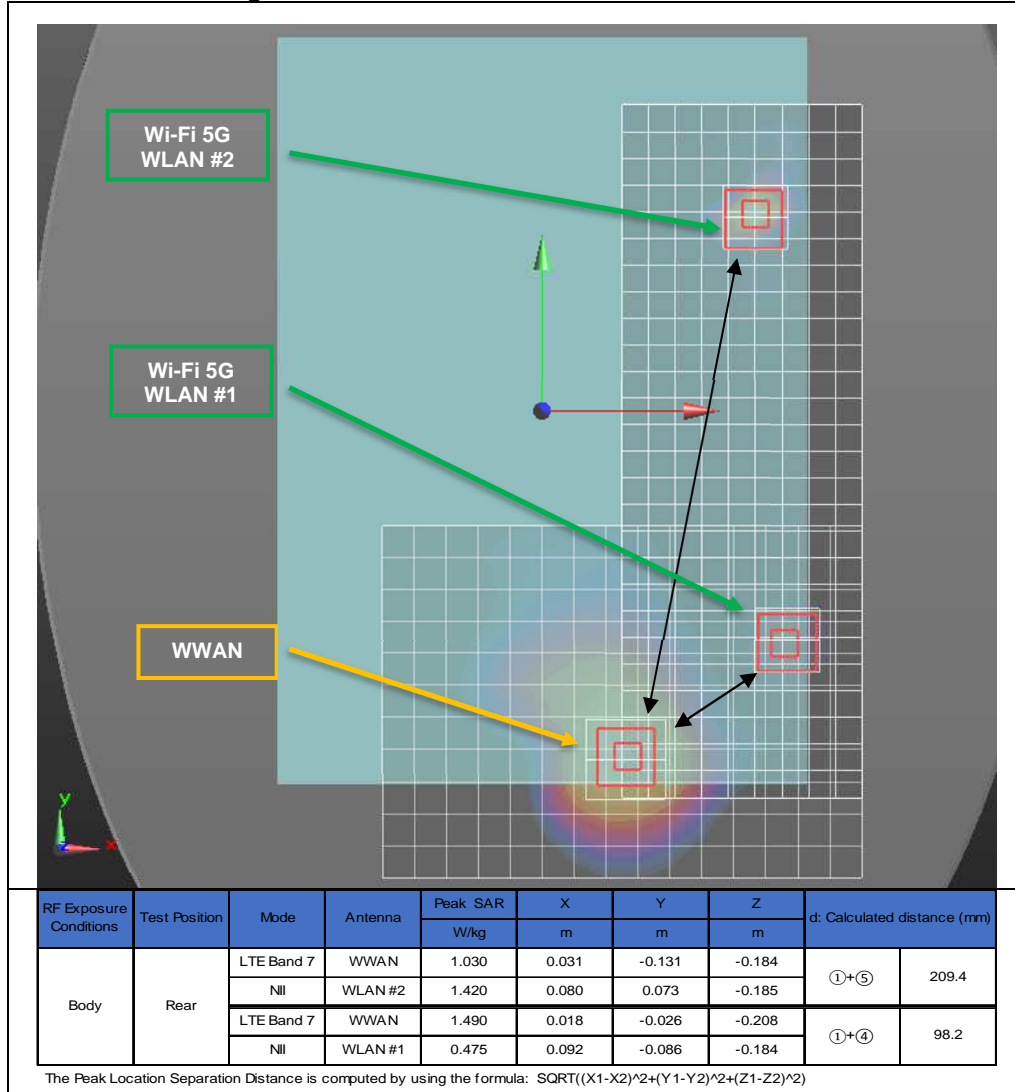 Wi-Fi 5G
WLAN #2
Wi-Fi 5G
WLAN #1
WWAN
y
x
z
RF Exposure Conditions Test Position Mode Antenna Peak SAR X Y Z d: Calculated distance (mm)
W/kg m m m
Body Rear LTE Band 7 WWAN 1.030 0.031 -0.131 -0.184 ①+⑤ 209.4
NII WLAN #2 1.420 0.080 0.073 -0.185
LTE Band 7 WWAN 1.490 0.018 -0.026 -0.208 ①+④ 98.2
NII WLAN #1 0.475 0.092 -0.086 -0.184
The Peak Location Separation Distance is computed by using the formula: SQRT((X1-X2)^2+(Y1-Y2)^2+(Z1-Z2)^2)